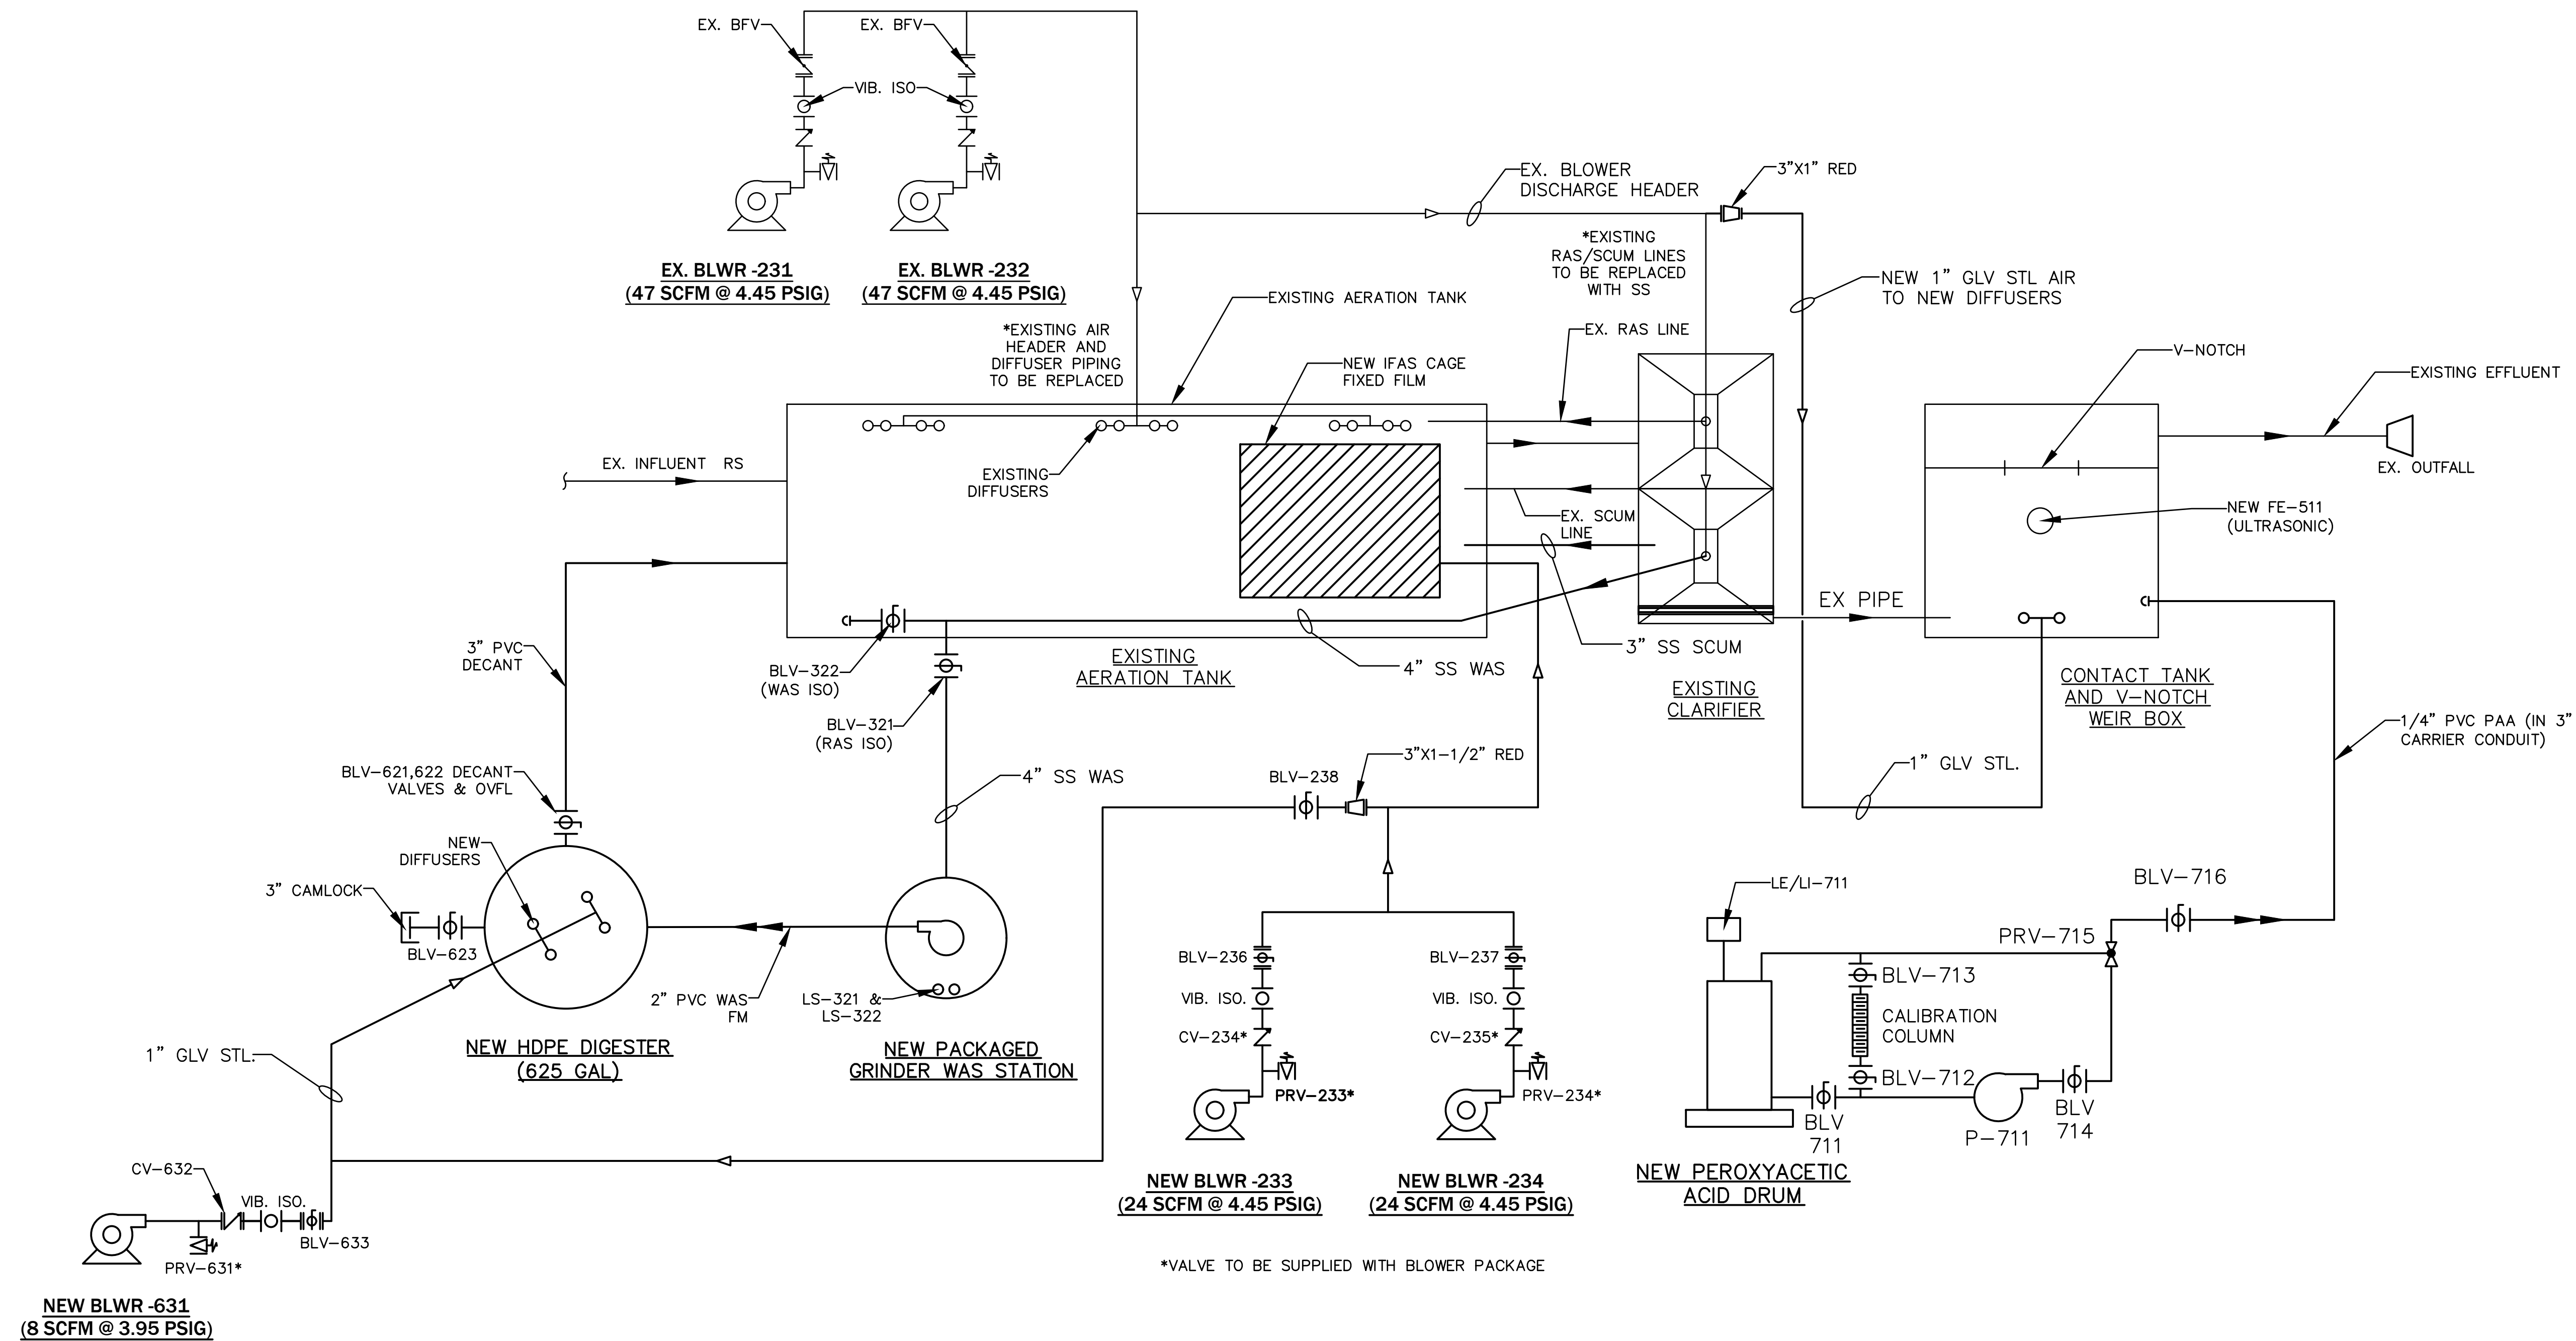 EX. BFV
EX. BFV
VIB. ISO
EX. BLWR -231
(47 SCFM @ 4.45 PSIG)
EX. BLWR -232
(47 SCFM @ 4.45 PSIG)
EX. BLOWER
DISCHARGE HEADER
3"X1" RED
*EXISTING
RAS/SCUM LINES
TO BE REPLACED
WITH SS
NEW 1" GLV STL AIR
TO NEW DIFFUSERS
EXISTING AERATION TANK
*EXISTING AIR
HEADER AND
DIFFUSER PIPING
TO BE REPLACED
EX. RAS LINE
NEW IFAS CAGE
FIXED FILM
V-NOTCH
EXISTING EFFLUENT
EX. OUTFALL
EX. INFLUENT RS
EXISTING
DIFFUSERS
EX. SCUM
LINE
NEW FE-511
(ULTRASONIC)
EX PIPE
3" PVC
DECANT
BLV-322
(WAS ISO)
EXISTING
AERATION TANK
4" SS WAS
3" SS SCUM
EXISTING
CLARIFIER
CONTACT TANK
AND V-NOTCH
WEIR BOX
BLV-321
(RAS ISO)
1/4" PVC PAA (IN 3"
CARRIER CONDUIT)
BLV-621,622 DECANT
VALVES & OVFL
4" SS WAS
BLV-238
3"X1-1/2" RED
1" GLV STL.
NEW
DIFFUSERS
3" CAMLOCK
BLV-623
2" PVC WAS
FM
LS-321 &
LS-322
LE/LI-711
BLV-716
PRV-715
BLV-236
BLV-237
VIB. ISO.
VIB. ISO.
CV-234*
CV-235*
PRV-233*
PRV-234*
BLV-713
CALIBRATION
COLUMN
BLV-712
BLV
711
P-711
BLV
714
1" GLV STL.
NEW HDPE DIGESTER
(625 GAL)
NEW PACKAGED
GRINDER WAS STATION
NEW BLWR -233
(24 SCFM @ 4.45 PSIG)
NEW BLWR -234
(24 SCFM @ 4.45 PSIG)
NEW PEROXYACETIC
ACID DRUM
CV-632
VIB. ISO.
BLV-633
PRV-631*
*VALVE TO BE SUPPLIED WITH BLOWER PACKAGE
NEW BLWR -631
(8 SCFM @ 3.95 PSIG)